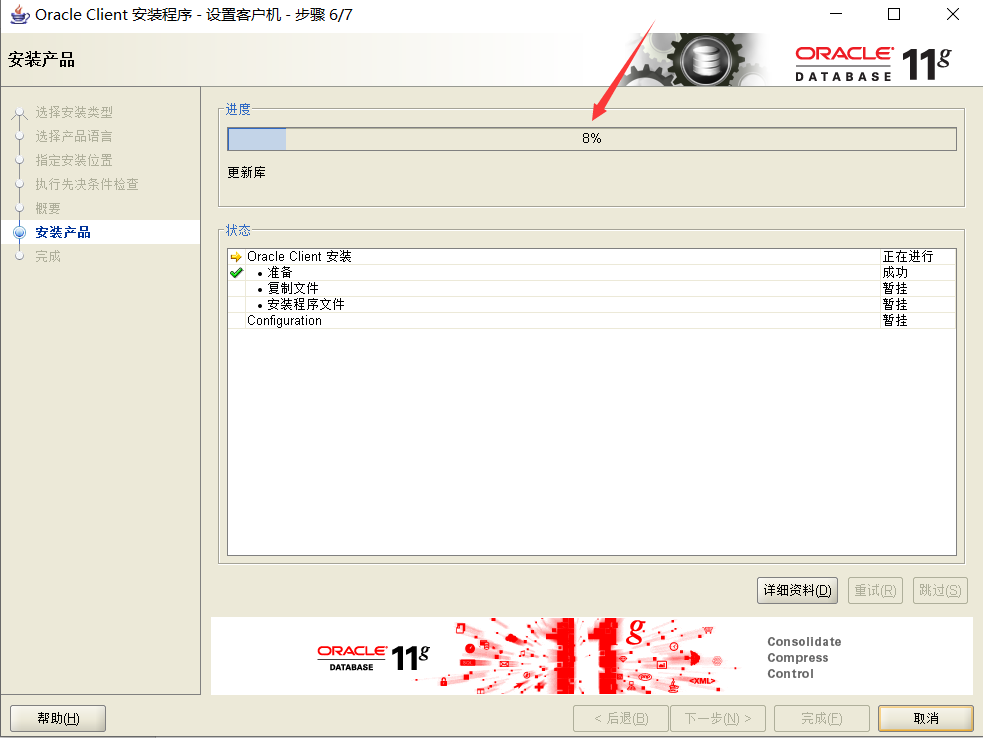 Oracle Client 安装程序 - 设置客户机 - 步骤 6/7
安装产品
ORACLE
DATABASE
11g
选择安装类型
选择产品语言
指定安装位置
执行先决条件检查
概要
安装产品
完成
进度
8%
更新库
状态
Oracle Client 安装 正在进行
• 准备 成功
• 复制文件 暂挂
• 安装程序文件 暂挂
Configuration 暂挂
详细资料(D) 重试(R) 跳过(S)
ORACLE
DATABASE
11g
11g
<XML>
Consolidate
Compress
Control
帮助(H) < 后退(B) 下一步(N) > 完成(F) 取消